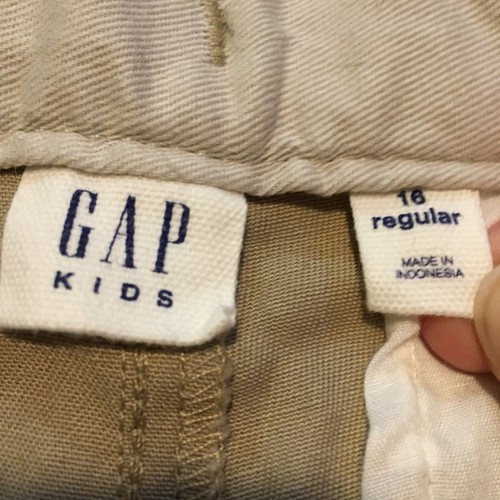 GAP
KIDS
16
regular
MADE IN
INDONESIA